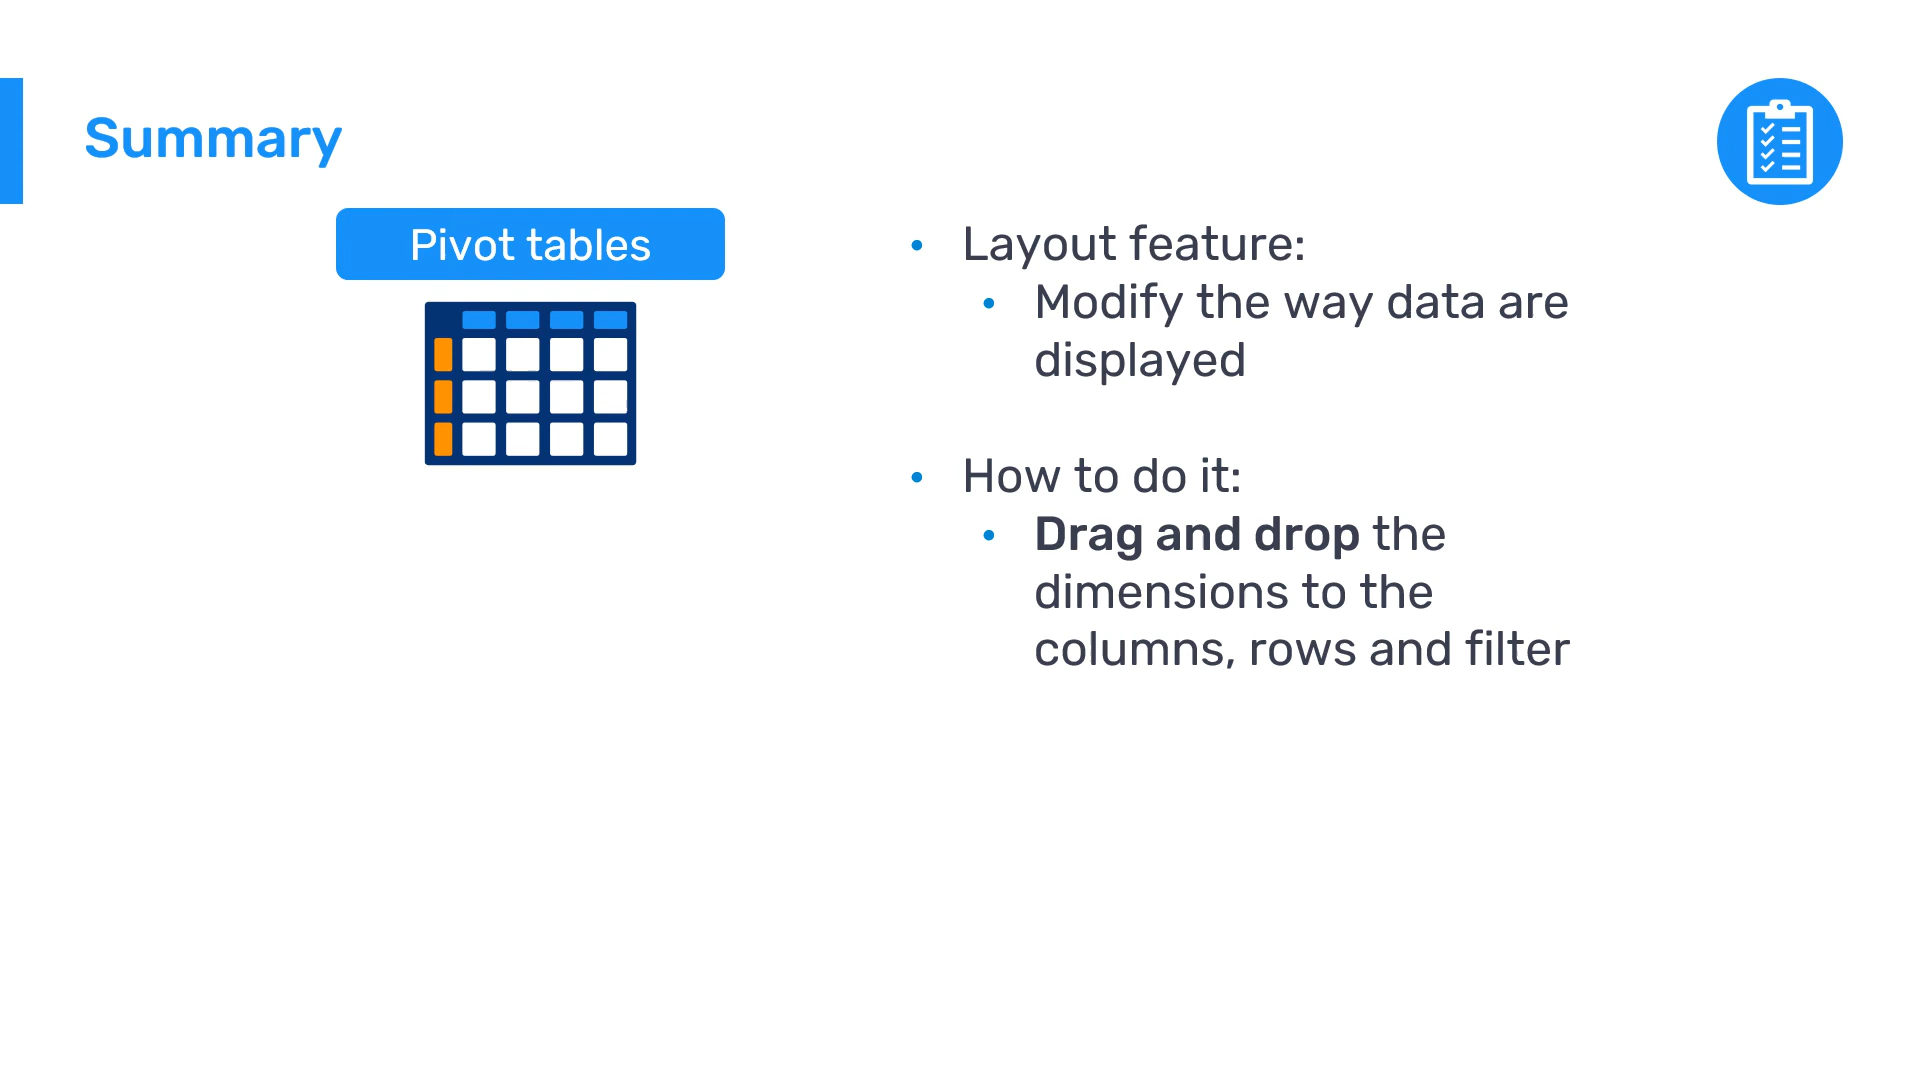 Summary
Pivot tables
• Layout feature:
• Modify the way data are
displayed
• How to do it:
• Drag and drop the
dimensions to the
columns, rows and filter